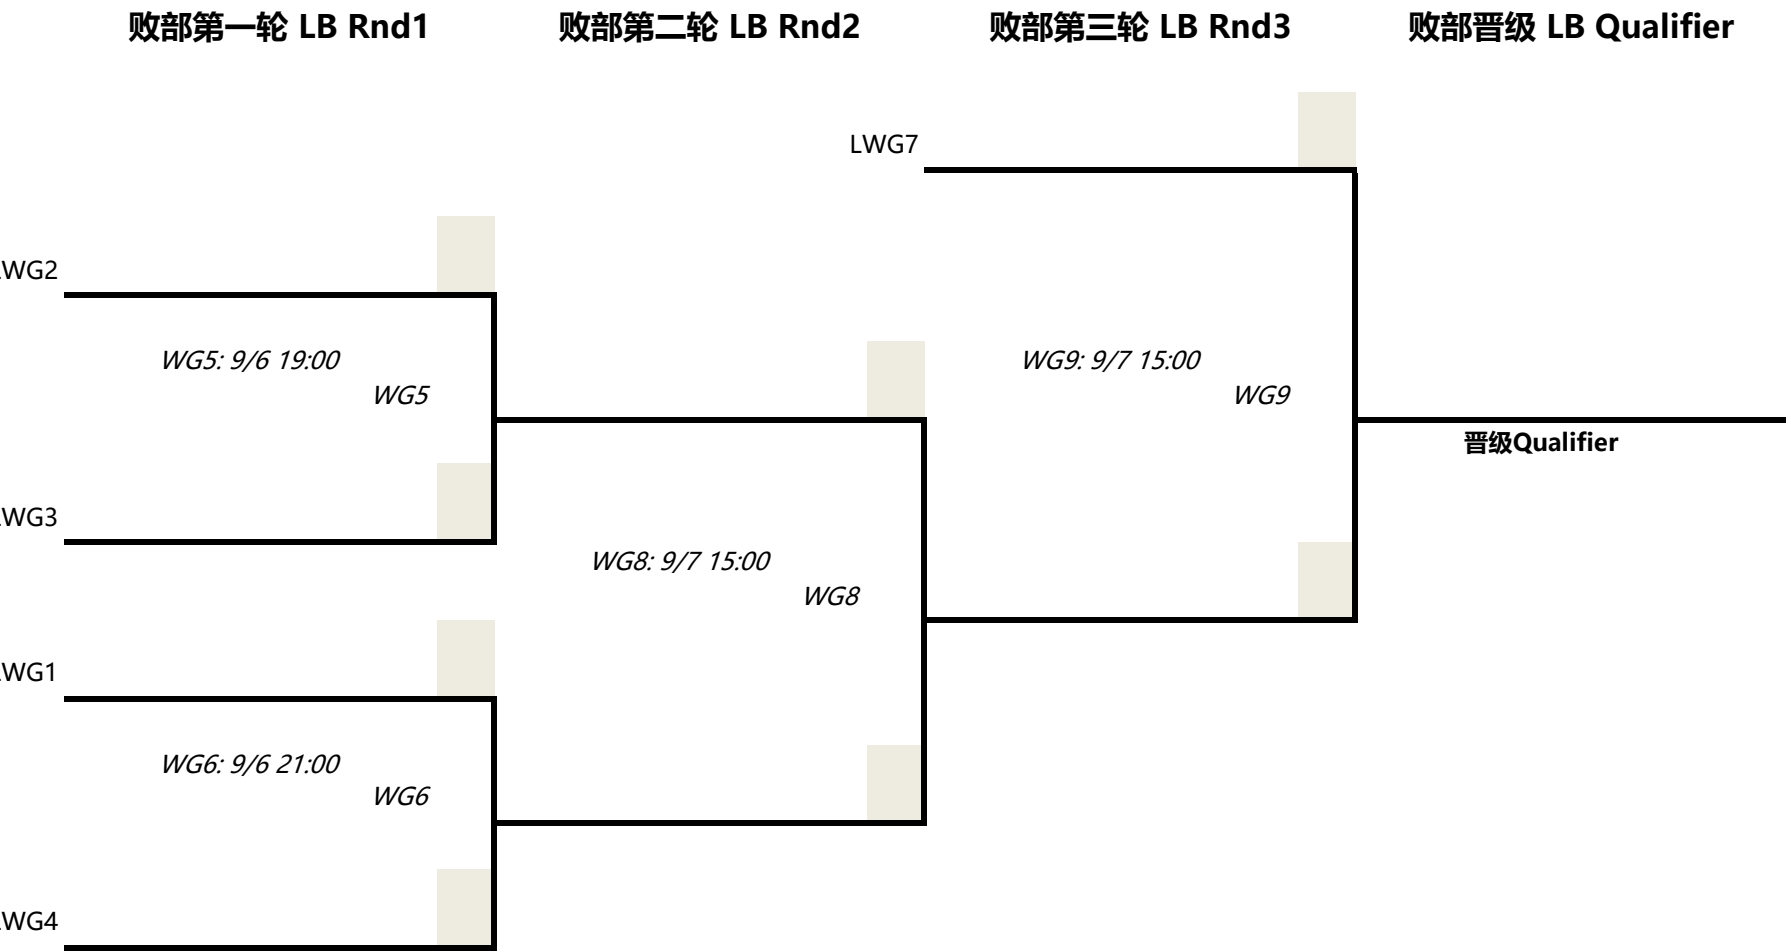 败部第一轮 LB Rnd1
败部第二轮 LB Rnd2
败部第三轮 LB Rnd3
败部晋级 LB Qualifier
LWG7
WG2
WG5: 9/6 19:00
WG5
WG9: 9/7 15:00
WG9
晋级Qualifier
WG3
WG8: 9/7 15:00
WG8
WG1
WG6: 9/6 21:00
WG6
WG4